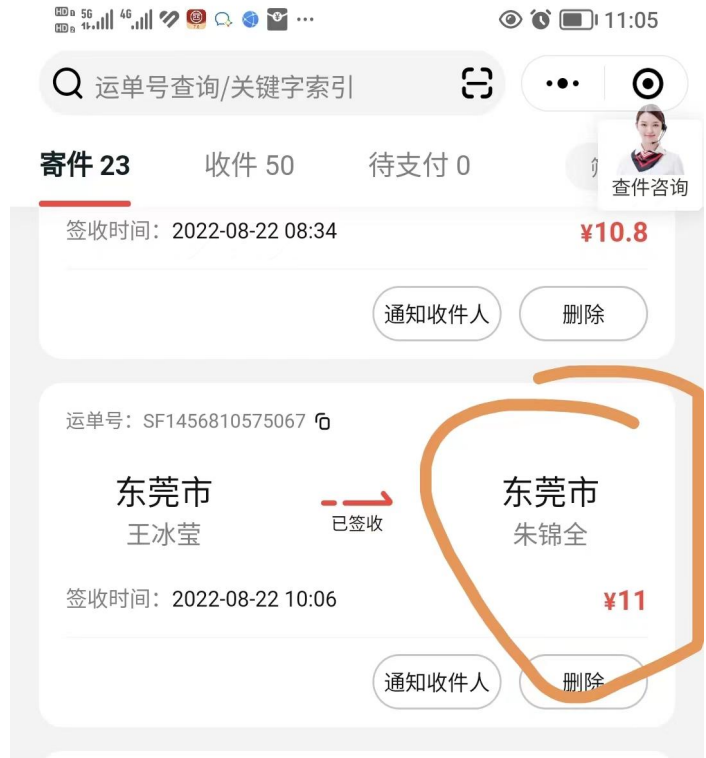 HD 5G 4G 11:05
HD
运单号查询/关键字索引
寄件 23 收件 50 待支付 0
查件咨询
签收时间：2022-08-22 08:34 ¥10.8
通知收件人 删除
运单号：SF1456810575067
东莞市 东莞市
王冰莹 已签收 朱锦全
签收时间：2022-08-22 10:06 ¥11
通知收件人 删除